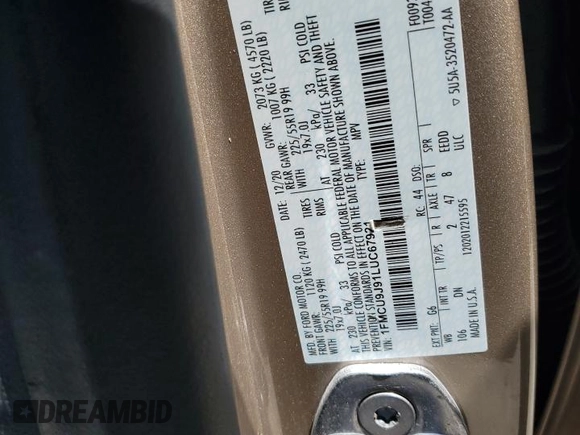 MFD. BY FORD MOTOR CO.
DATE: 12/20 GVWR: 2073 KG ( 4570 LB)
FRONT GAWR: 1120 KG ( 2470 LB) REAR GAWR: 1007 KG ( 2220 LB)
225/55R19 99H TIRES WITH 225/55R19 99H
19x7.0J RIMS 19x7.0J
AT 230 kPa/ 33 PSI COLD AT 230 kPa/ 33 PSI COLD
THIS VEHICLE CONFORMS TO ALL APPLICABLE FEDERAL MOTOR VEHICLE SAFETY AND THEFT
PREVENTION STANDARDS IN EFFECT ON THE DATE OF MANUFACTURE SHOWN ABOVE.
1FMCU9J91LUC6792 TYPE: MPV
EXT PNT: G6 RC: 44 DSO:
WB INT TR TP/PS R AXLE TR SPR
106 DN 2 47 B EEDD
MADE IN U.S.A. 1202012215595 ULC
5U5A-3520472-AA
DREAMBID